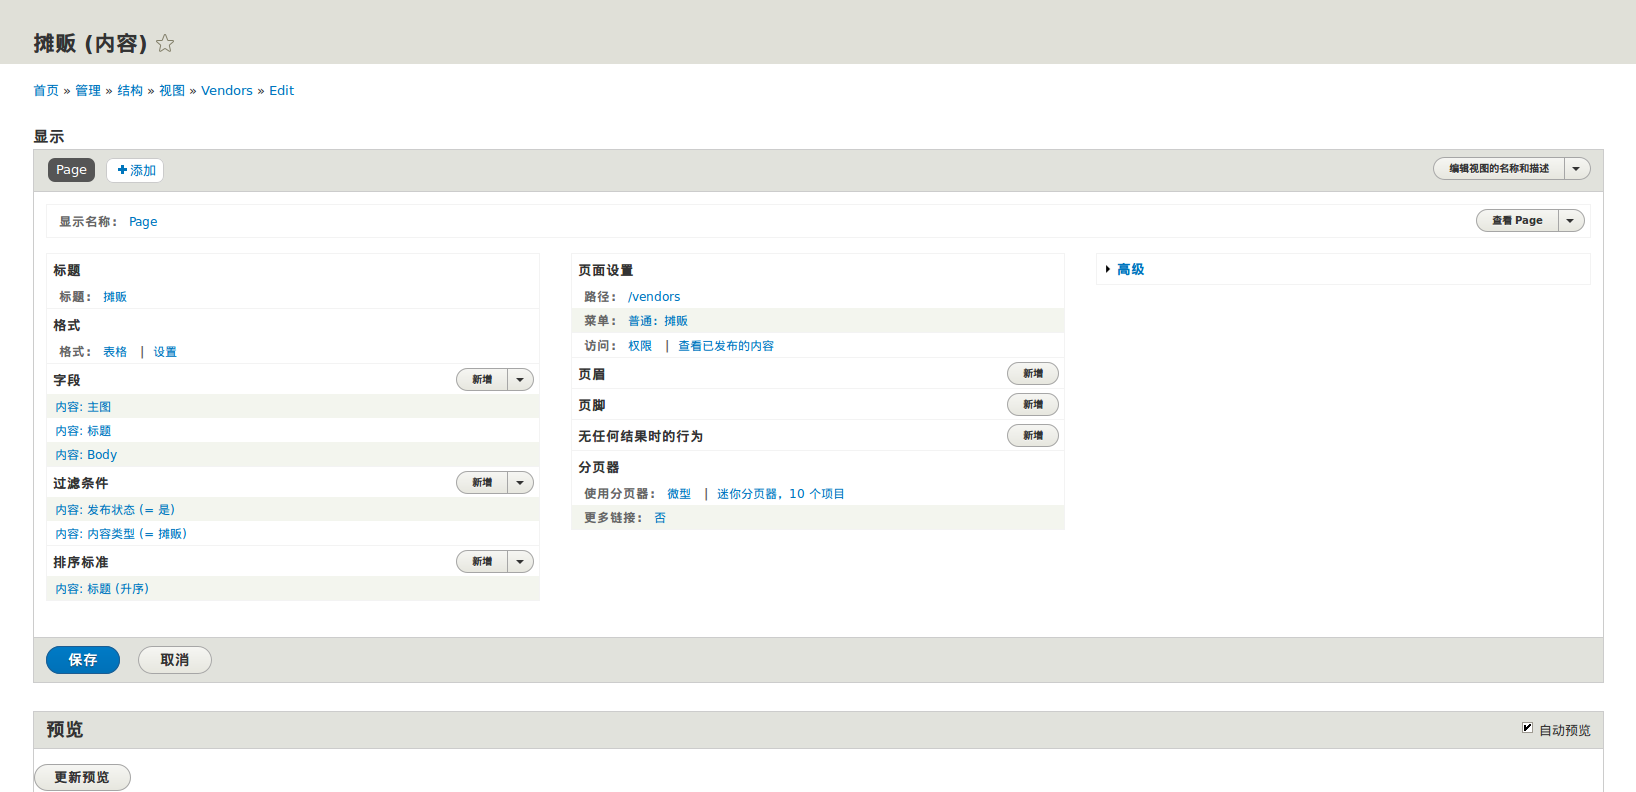 摊贩 (内容)
首页 » 管理 » 结构 » 视图 » Vendors » Edit
显示
Page
添加
编辑视图的名称和描述
显示名称: Page
查看 Page
标题
标题: 摊贩
格式
格式: 表格 | 设置
字段
新增
内容: 主图
内容: 标题
内容: Body
过滤条件
新增
内容: 发布状态 (= 是)
内容: 内容类型 (= 摊贩)
排序标准
新增
内容: 标题 (升序)
页面设置
路径: /vendors
菜单: 普通: 摊贩
访问: 权限 | 查看已发布的内容
页眉
新增
页脚
新增
无任何结果时的行为
新增
分页器
使用分页器: 微型 | 迷你分页器，10 个项目
更多链接: 否
高级
保存
取消
预览
自动预览
更新预览